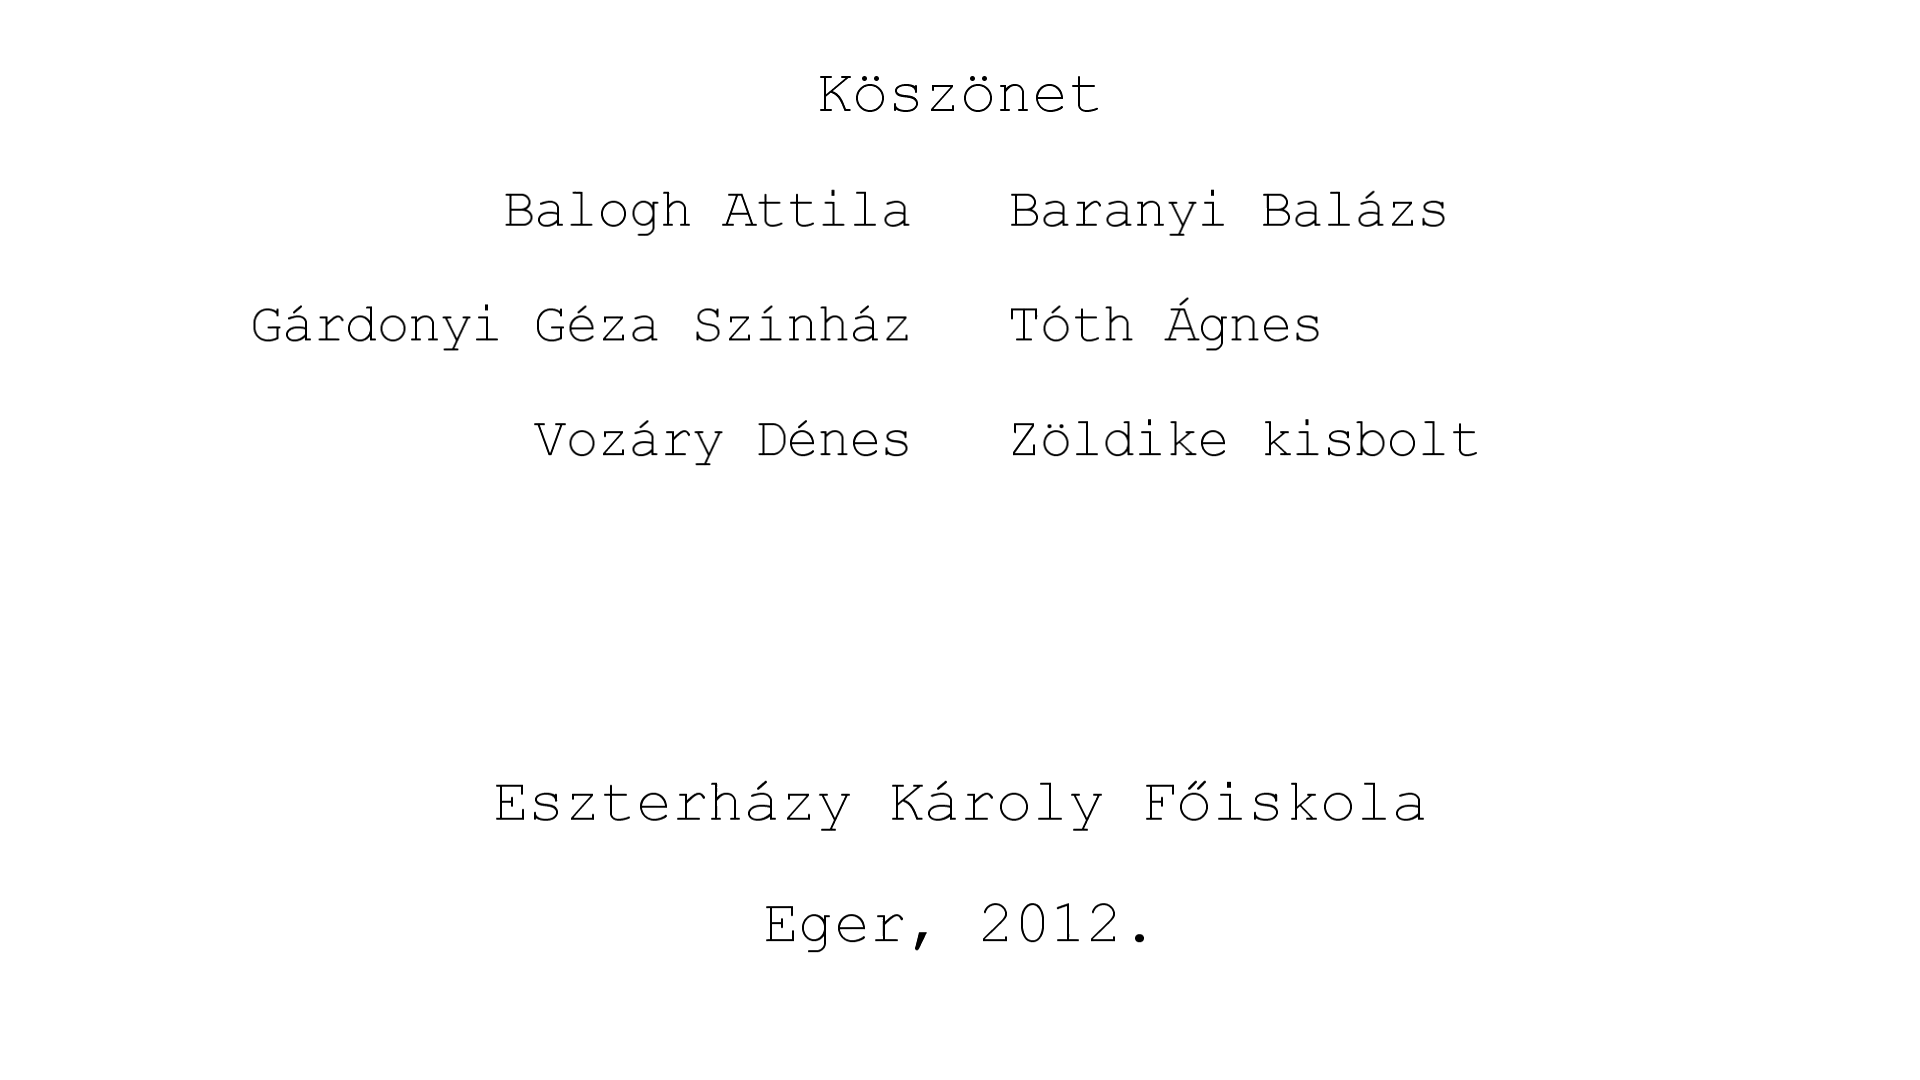 Köszönet
Balogh Attila Baranyi Balázs
Gárdonyi Géza Színház Tóth Ágnes
Vozáry Dénes Zöldike kisbolt
Eszterházy Károly Főiskola
Eger, 2012.